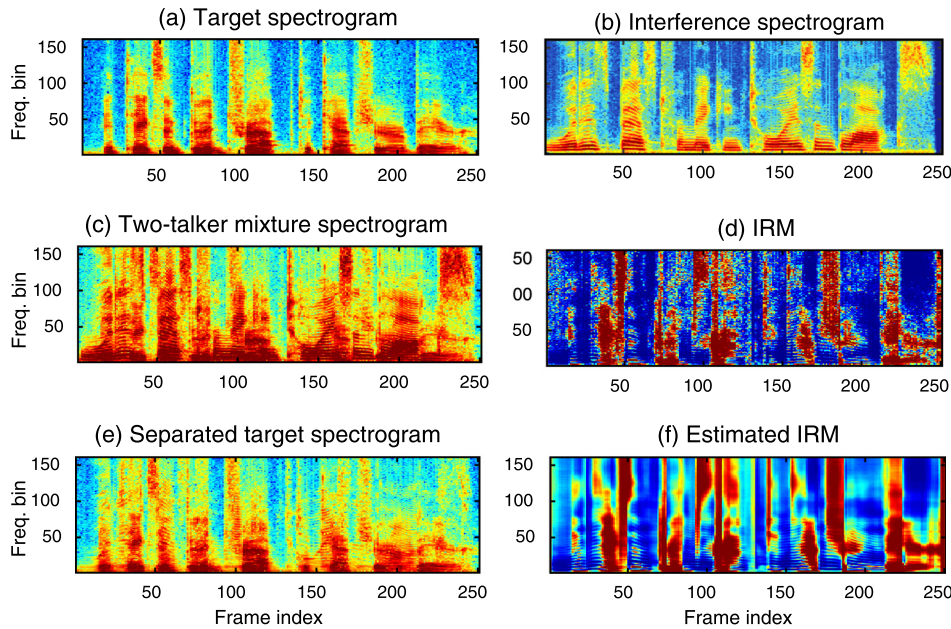 (a) Target spectrogram
Freq. bin
150
100
50
50 100 150 200 250
(b) Interference spectrogram
150
100
50
50 100 150 200 250
(c) Two-talker mixture spectrogram
Freq. bin
150
100
50
50 100 150 200 250
(d) IRM
50
00
50
50 100 150 200 250
(e) Separated target spectrogram
Freq. bin
150
100
50
50 100 150 200 250
Frame index
(f) Estimated IRM
150
100
50
50 100 150 200 250
Frame index